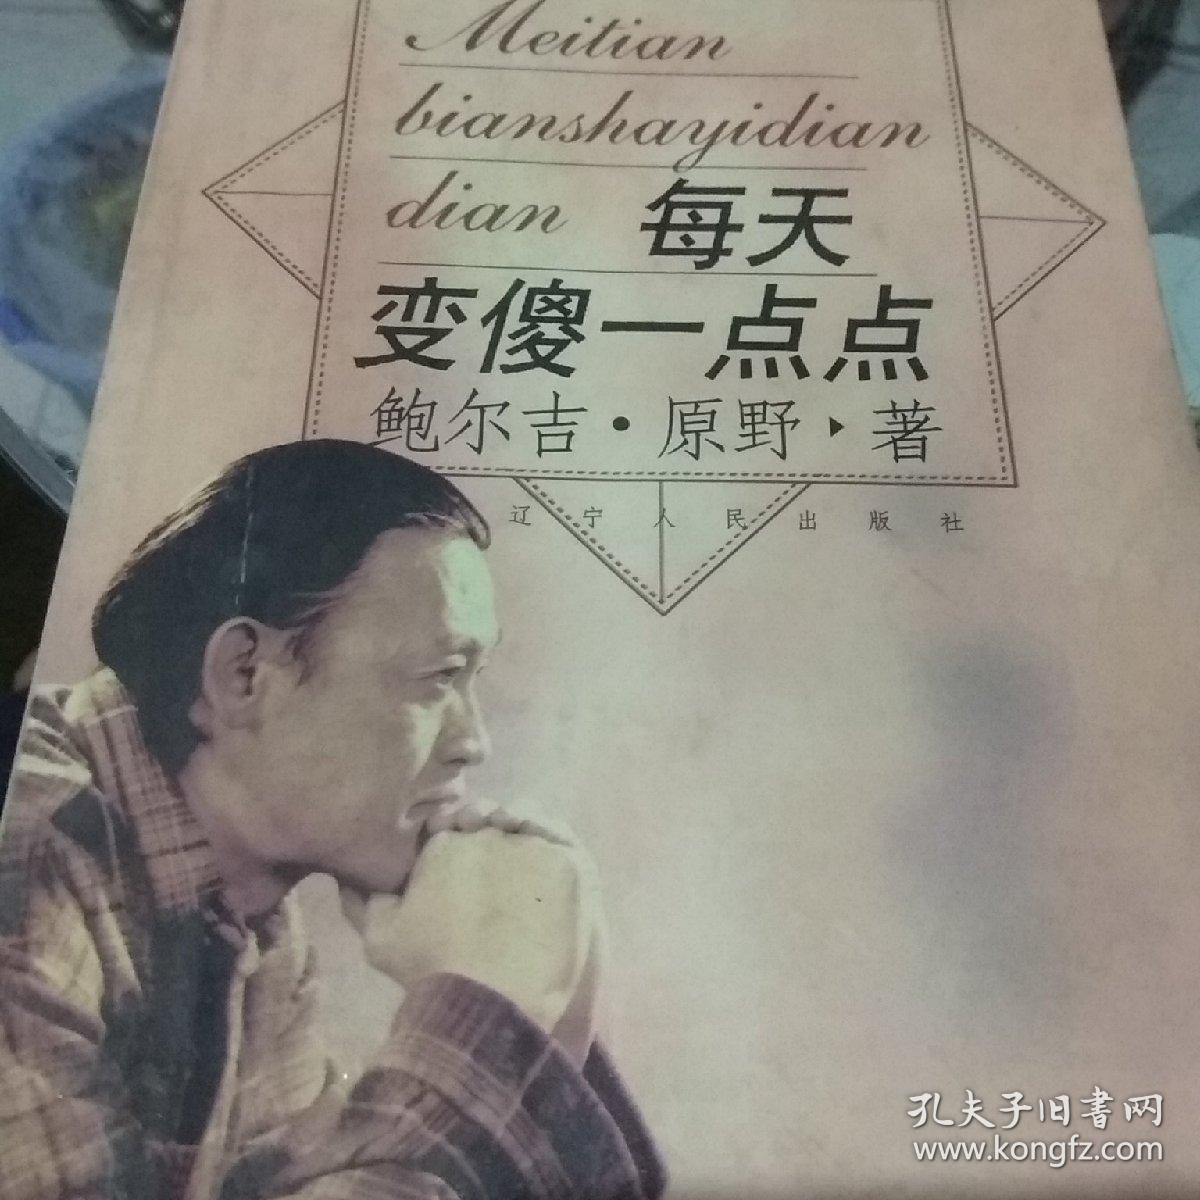 Meitian
bianshayidian
dian 每天
变傻一点点
鲍尔吉·原野▸著
辽宁人民出版社
孔夫子旧書网
www.kongfz.com